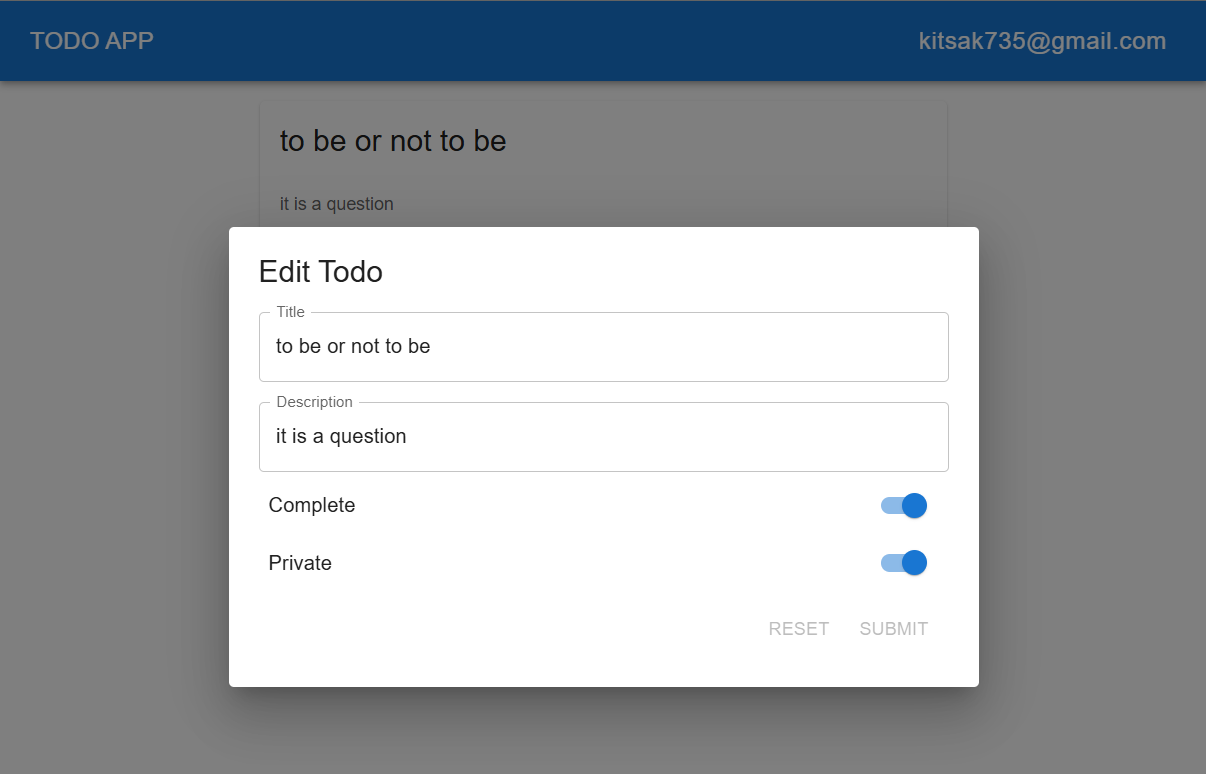 TODO APP
kitsak735@gmail.com
to be or not to be
it is a question
Edit Todo
Title
to be or not to be
Description
it is a question
Complete
Private
RESET SUBMIT